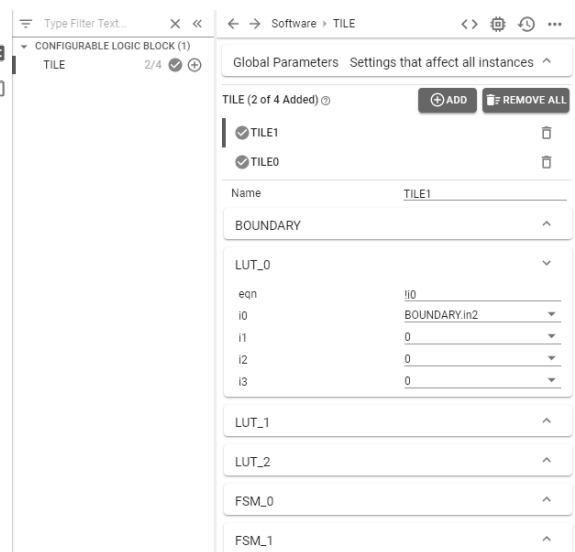 Type Filter Text...
CONFIGURABLE LOGIC BLOCK (1)
TILE 2/4
Software TILE
Global Parameters Settings that affect all instances
TILE (2 of 4 Added)
ADD
REMOVE ALL
TILE1
TILE0
Name TILE1
BOUNDARY
LUT_0
eqn !i0
i0 BOUNDARY.in2
i1 0
i2 0
i3 0
LUT_1
LUT_2
FSM_0
FSM_1